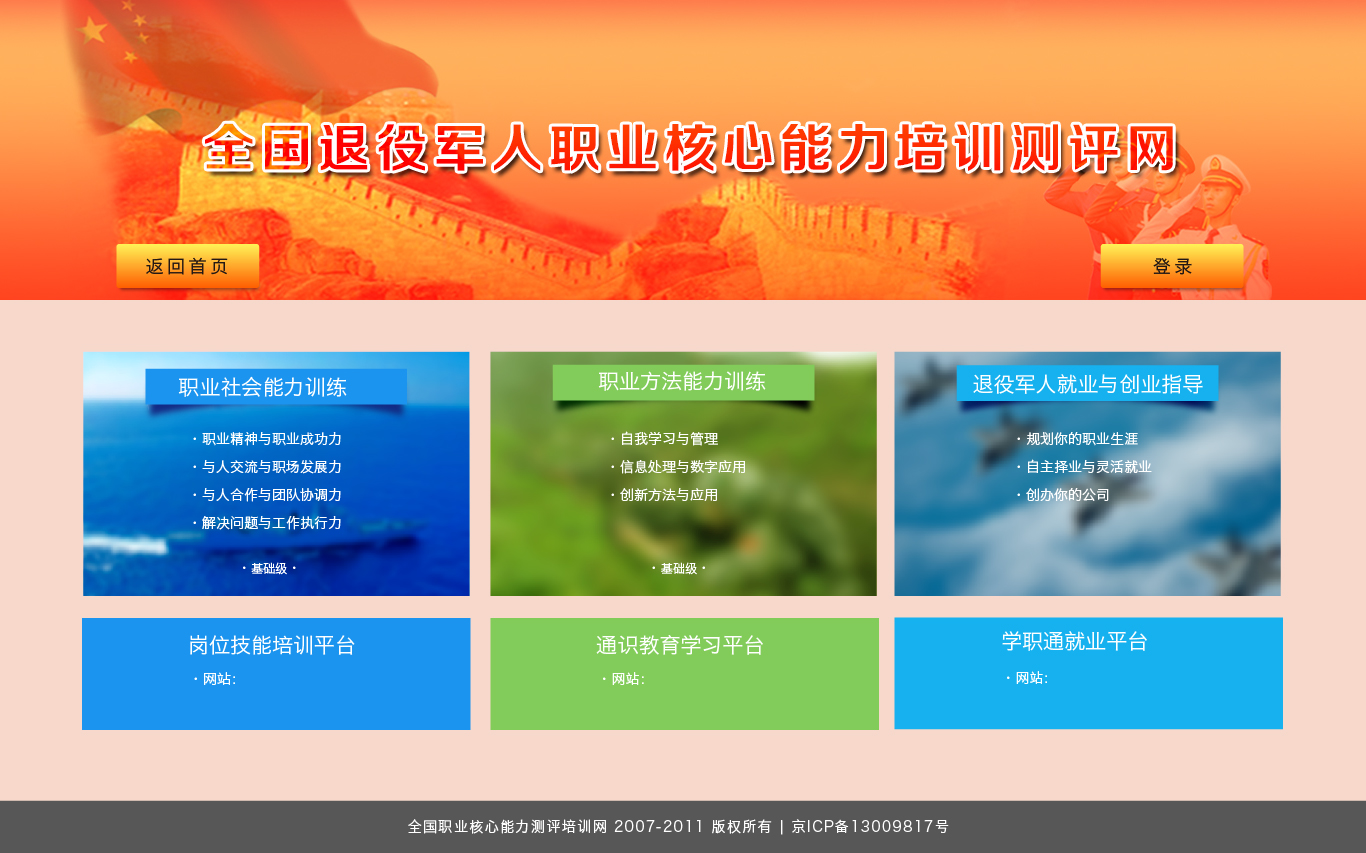 全国退役军人职业核心能力培训测评网
返回首页
登录
职业社会能力训练
· 职业精神与职业成功力
· 与人交流与职场发展力
· 与人合作与团队协调力
· 解决问题与工作执行力
· 基础级 ·
职业方法能力训练
· 自我学习与管理
· 信息处理与数字应用
· 创新方法与应用
· 基础级 ·
退役军人就业与创业指导
· 规划你的职业生涯
· 自主择业与灵活就业
· 创办你的公司
岗位技能培训平台
· 网站：
通识教育学习平台
· 网站：
学职通就业平台
· 网站：
全国职业核心能力测评培训网 2007-2011 版权所有 | 京ICP备13009817号